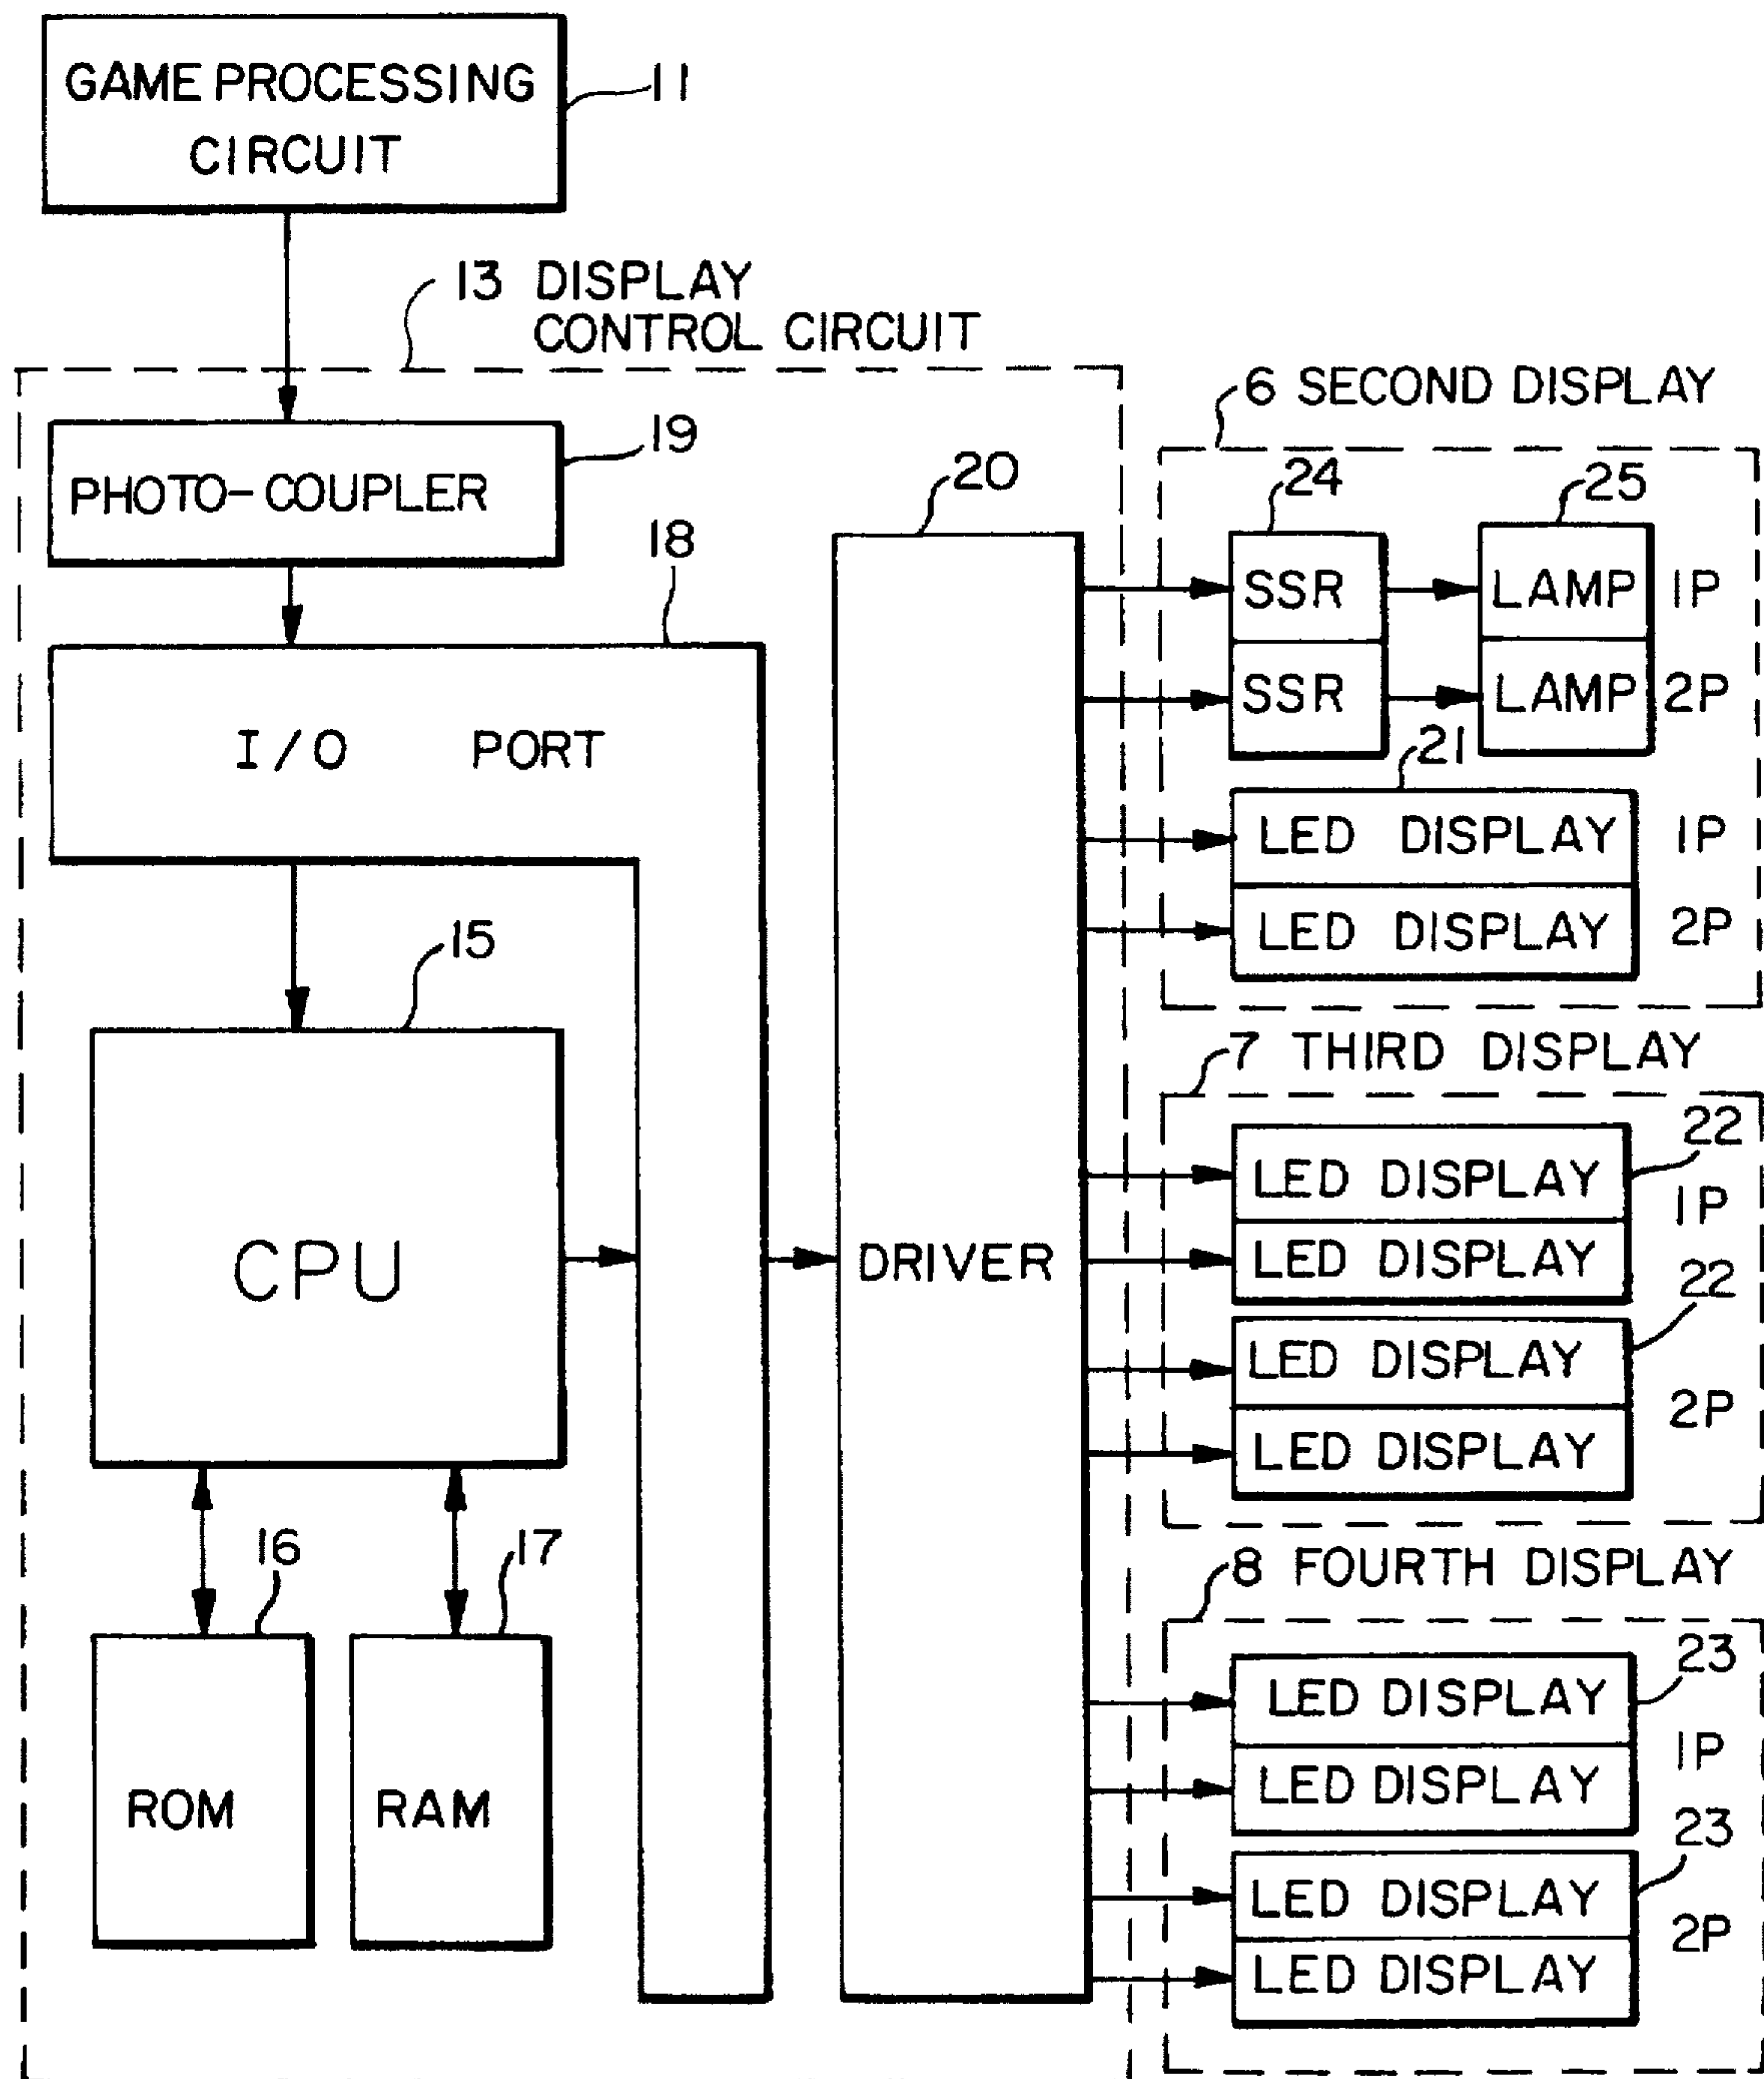 GAME PROCESSING
CIRCUIT
11
13 DISPLAY
CONTROL CIRCUIT
PHOTO-COUPLER
19
18
I/O PORT
15
CPU
16
17
ROM
RAM
20
DRIVER
6 SECOND DISPLAY
24
25
SSR
LAMP
1P
SSR
LAMP
2P
21
LED DISPLAY
1P
LED DISPLAY
2P
7 THIRD DISPLAY
22
LED DISPLAY
1P
LED DISPLAY
22
LED DISPLAY
2P
LED DISPLAY
8 FOURTH DISPLAY
23
LED DISPLAY
1P
LED DISPLAY
23
LED DISPLAY
2P
LED DISPLAY